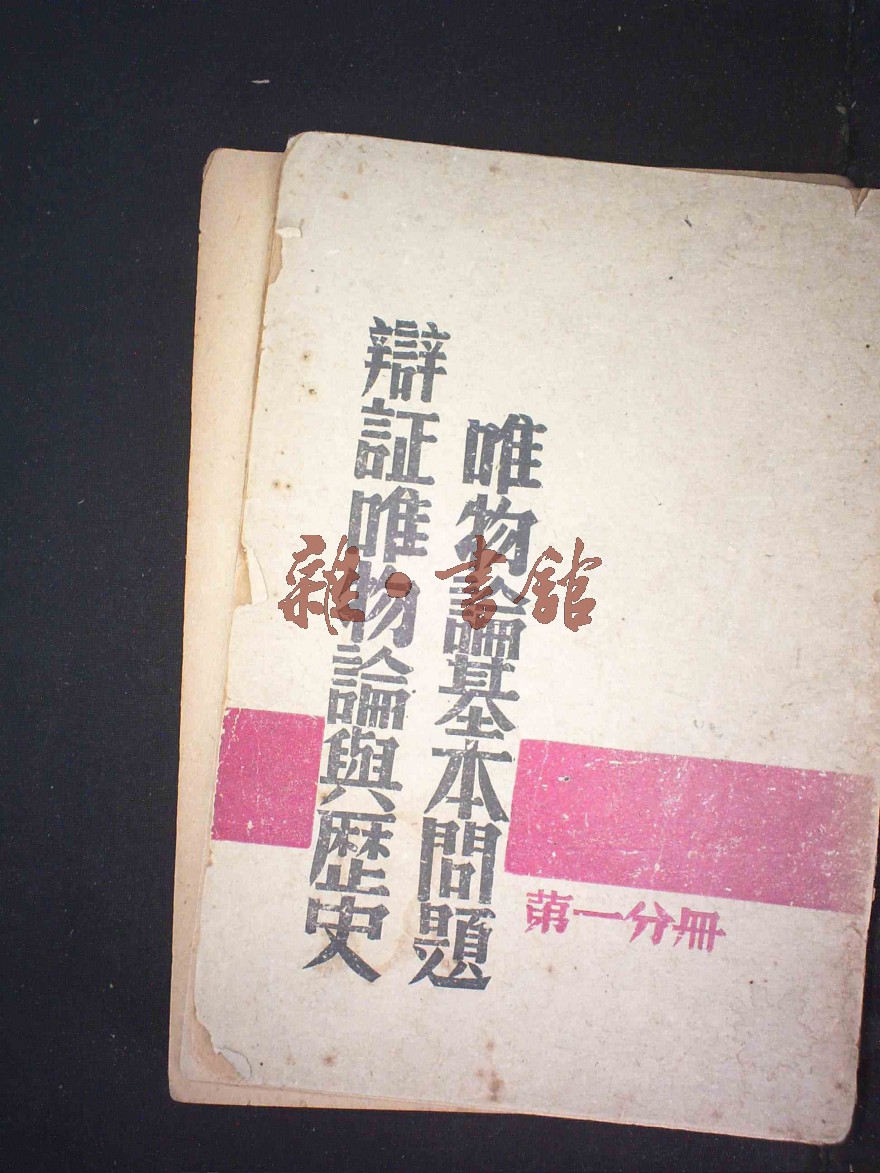 辯証唯物論與歷史
唯物論基本問題
第一分冊
雜·書館